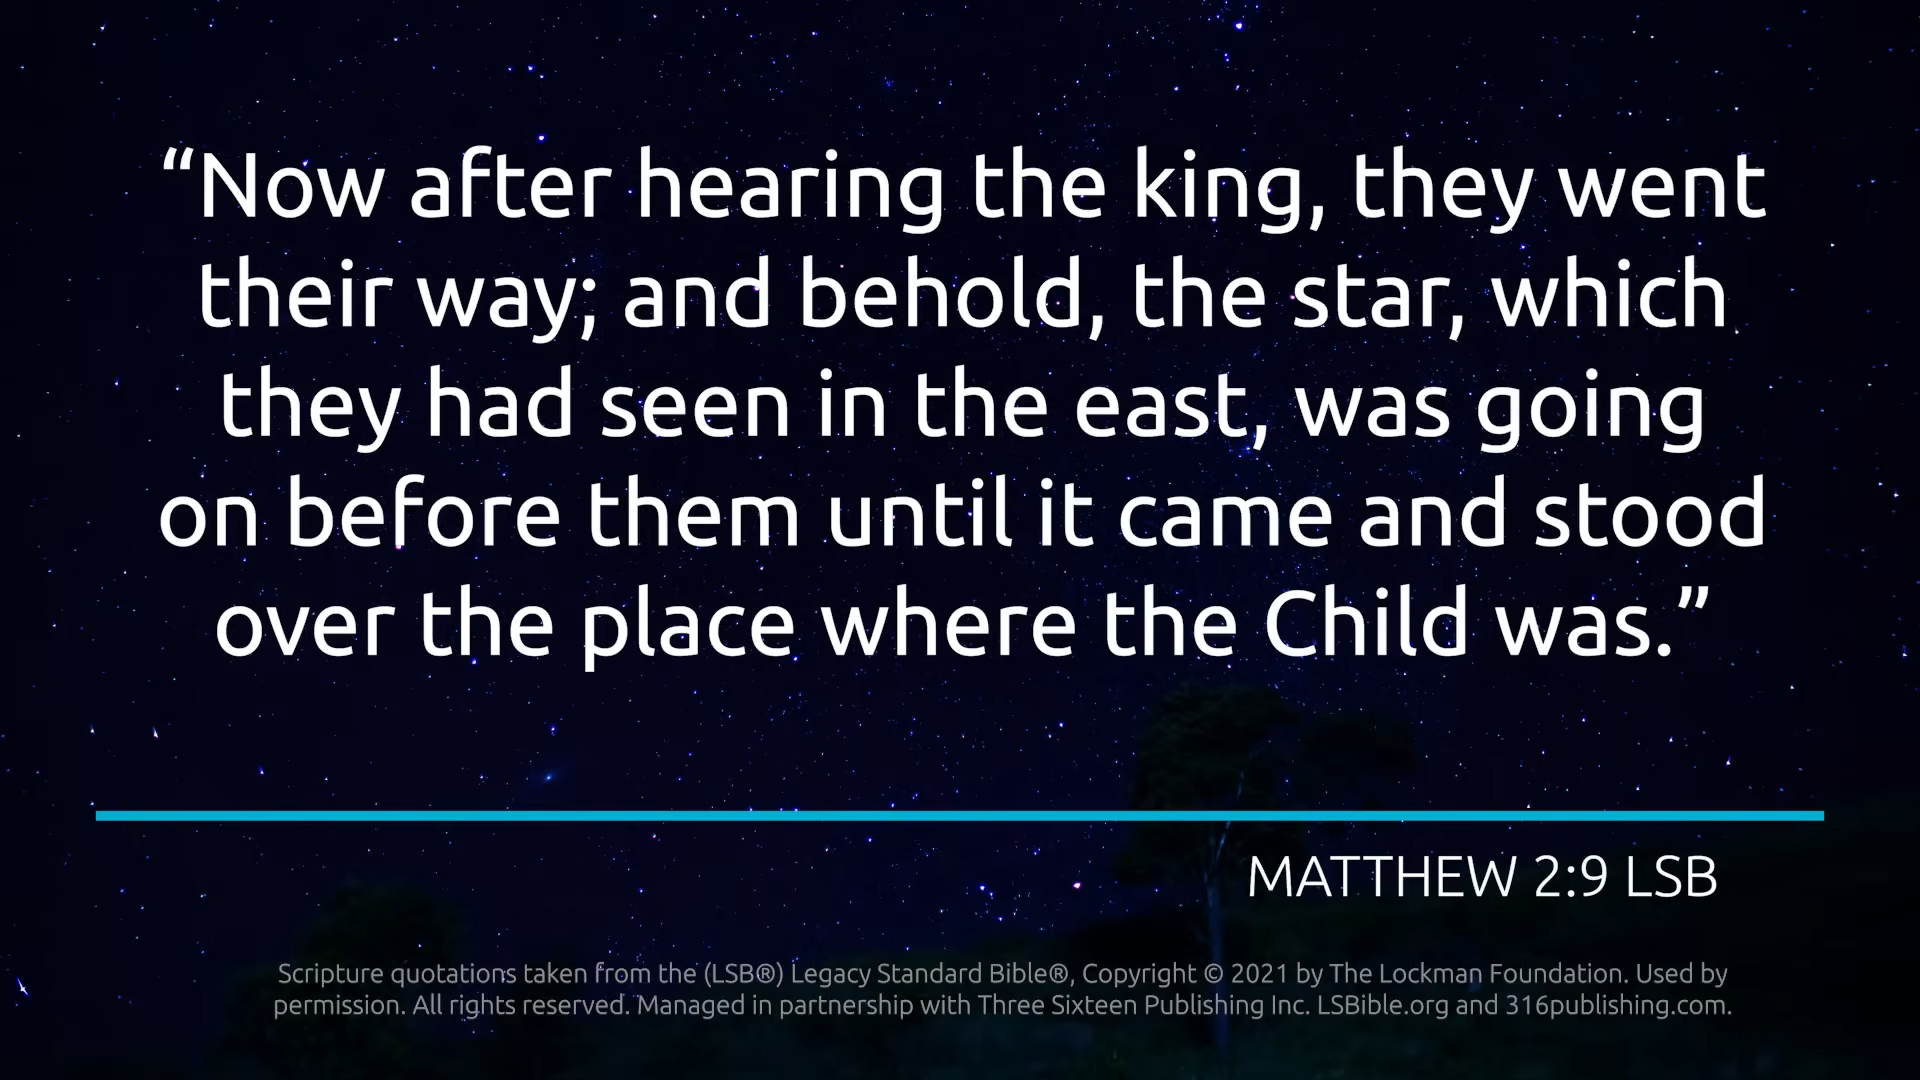 “Now after hearing the king, they went
their way; and behold, the star, which
they had seen in the east, was going
on before them until it came and stood
over the place where the Child was.”
MATTHEW 2:9 LSB
Scripture quotations taken from the (LSB®) Legacy Standard Bible®, Copyright © 2021 by The Lockman Foundation. Used by
permission. All rights reserved. Managed in partnership with Three Sixteen Publishing Inc. LSBible.org and 316publishing.com.